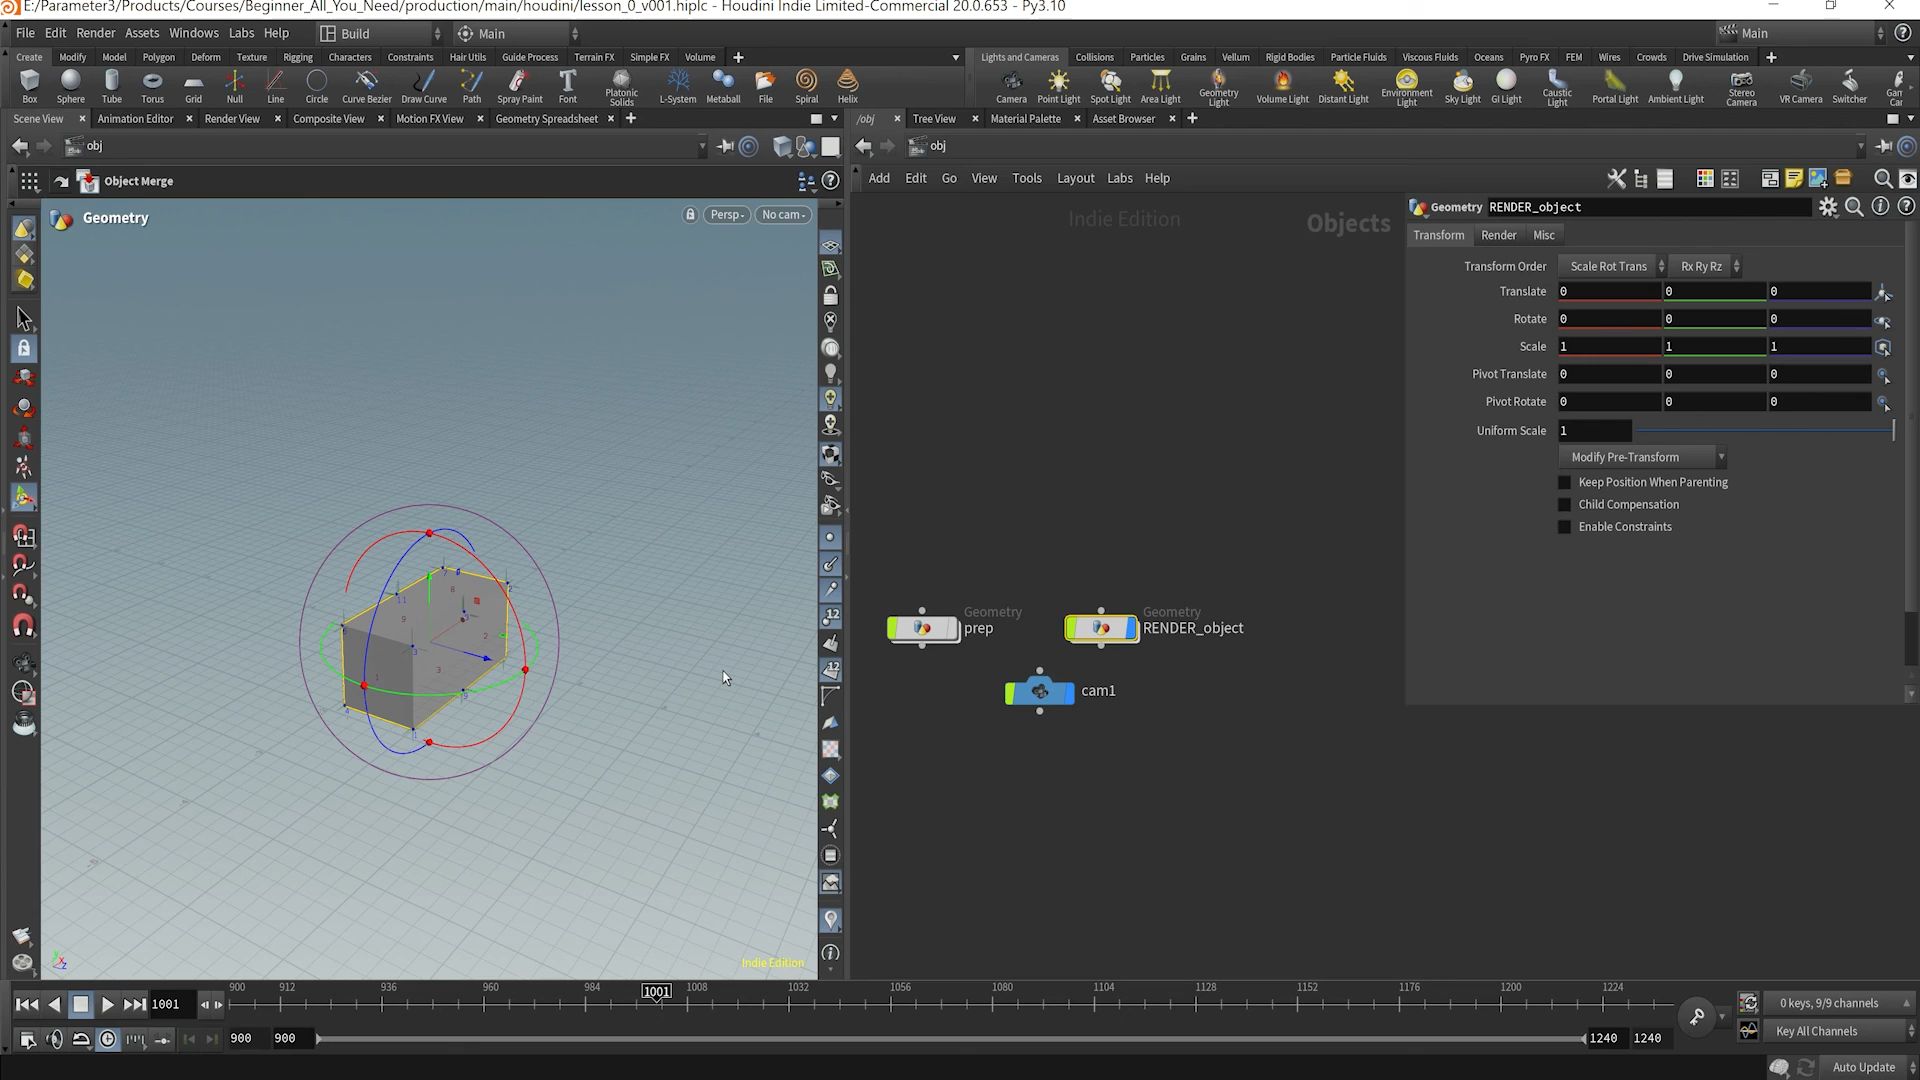 E:/Parameter3/Products/Courses/Beginner_All_You_Need/production/main/houdini/lesson_0_v001.hiplc - Houdini Indie Limited-Commercial 20.0.653 - Py3.10
File Edit Render Assets Windows Labs Help Build Main Main
Create Modify Model Polygon Deform Texture Rigging Characters Constraints Hair Utils Guide Process Terrain FX Simple FX Volume
Lights and Cameras Collisions Particles Grains Vellum Rigid Bodies Particle Fluids Viscous Fluids Oceans Pyro FX FEM Wires Crowds Drive Simulation
Box Sphere Tube Torus Grid Null Line Circle Curve Bezier Draw Curve Path Spray Paint Font Platonic Solids L-System Metaball File Spiral Helix
Camera Point Light Spot Light Area Light Geometry Light Volume Light Distant Light Environment Light Sky Light GI Light Caustic Light Portal Light Ambient Light Stereo Camera VR Camera Switcher
Scene View Animation Editor Render View Composite View Motion FX View Geometry Spreadsheet
/obj Tree View Material Palette Asset Browser
obj
obj
Object Merge
Add Edit Go View Tools Layout Labs Help
Geometry
Persp No cam
Indie Edition
Objects
Geometry RENDER_object
Transform Render Misc
Transform Order Scale Rot Trans Rx Ry Rz
Translate 0 0 0
Rotate 0 0 0
Scale 1 1 1
Pivot Translate 0 0 0
Pivot Rotate 0 0 0
Uniform Scale 1
Modify Pre-Transform
Keep Position When Parenting
Child Compensation
Enable Constraints
Geometry
prep
Geometry
RENDER_object
cam1
Indie Edition
1001 900 912 936 960 984 1001 1008 1032 1056 1080 1104 1128 1152 1176 1200 1224
0 keys, 9/9 channels
900 900 1240 1240
Key All Channels
Auto Update